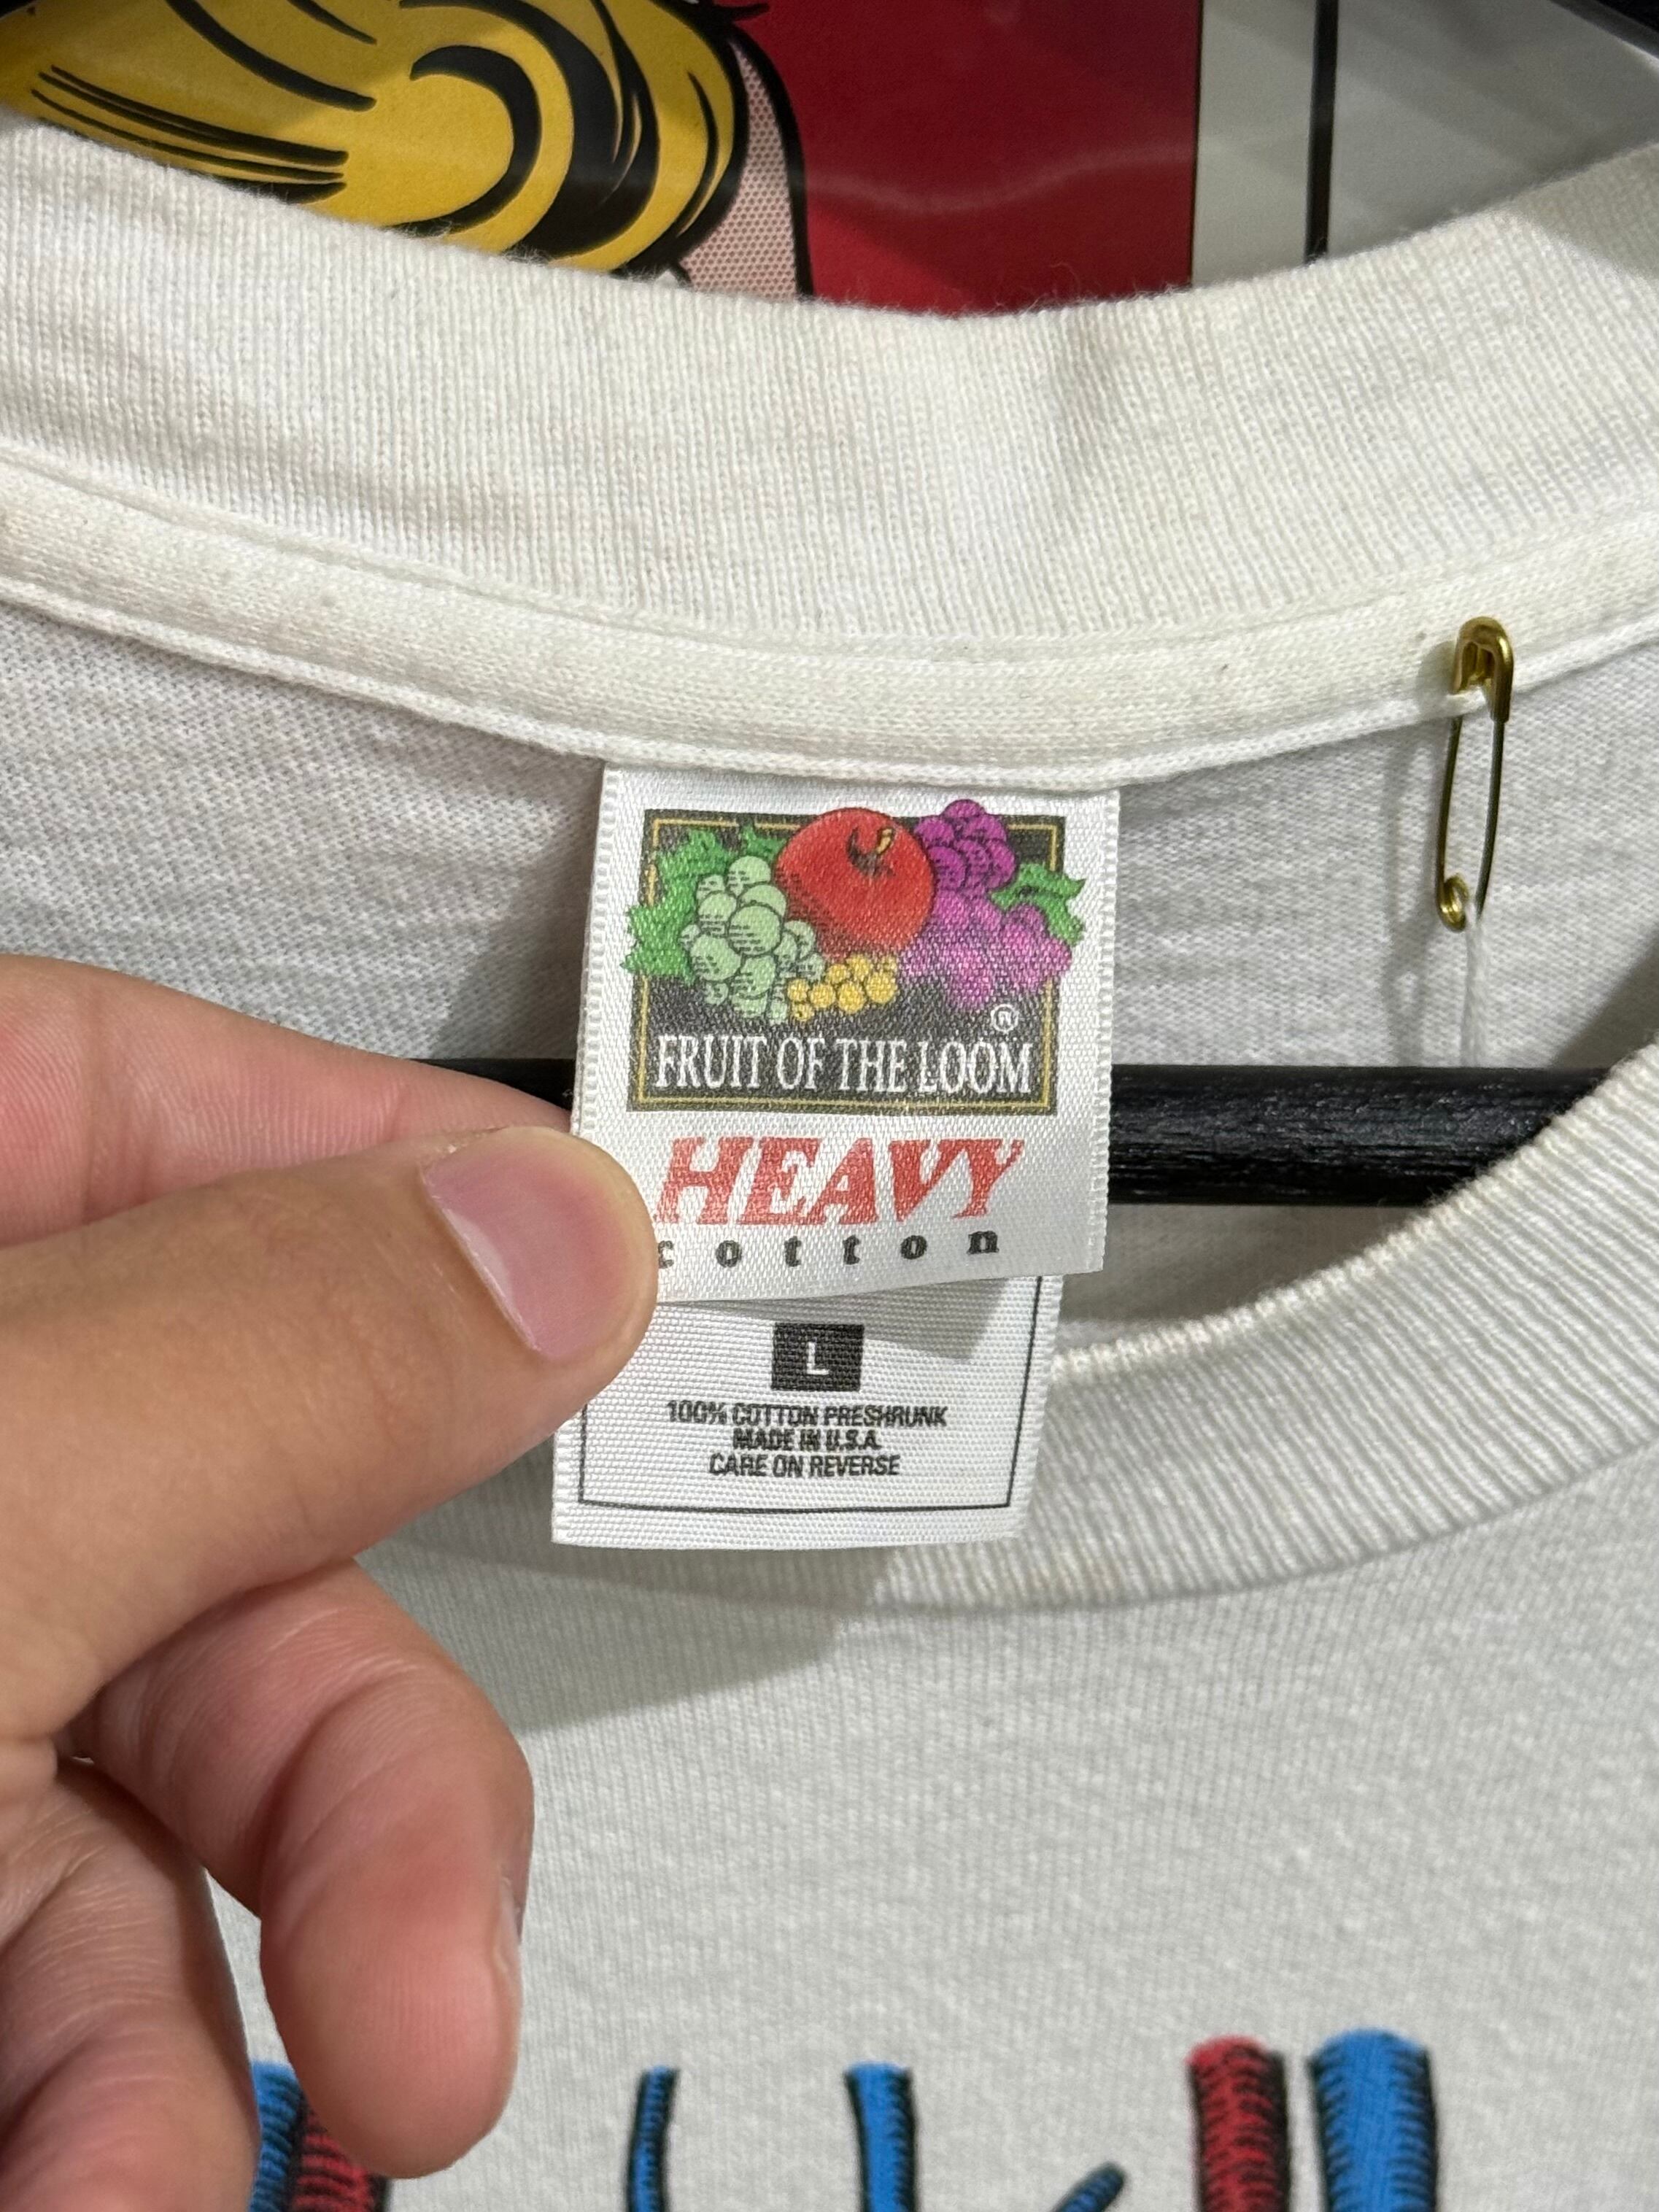 ®
FRUIT OF THE LOOM
HEAVY
cotton
L
100% COTTON PRESHRUNK
MADE IN U.S.A.
CARE ON REVERSE